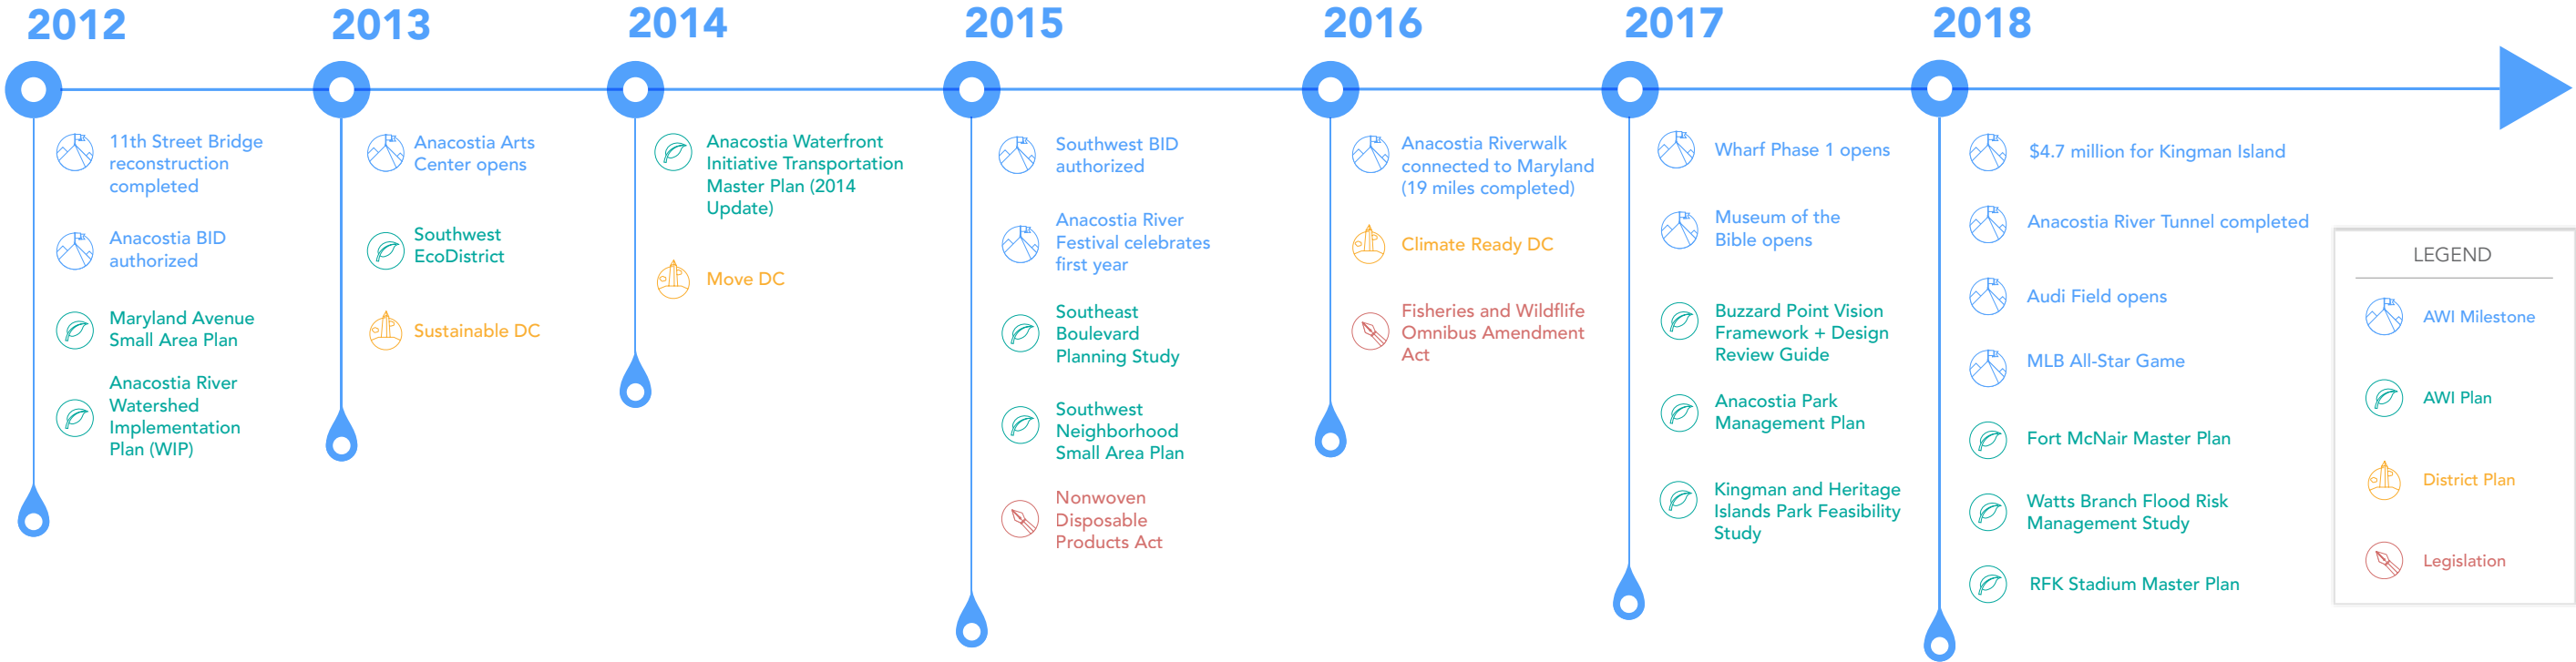 2012
2013
2014
2015
2016
2017
2018
11th Street Bridge
reconstruction
completed
Anacostia BID
authorized
Maryland Avenue
Small Area Plan
Anacostia River
Watershed
Implementation
Plan (WIP)
Anacostia Arts
Center opens
Southwest
EcoDistrict
Sustainable DC
Anacostia Waterfront
Initiative Transportation
Master Plan (2014
Update)
Move DC
Southwest BID
authorized
Anacostia River
Festival celebrates
first year
Southeast
Boulevard
Planning Study
Southwest
Neighborhood
Small Area Plan
Nonwoven
Disposable
Products Act
Anacostia Riverwalk
connected to Maryland
(19 miles completed)
Climate Ready DC
Fisheries and Wildflife
Omnibus Amendment
Act
Wharf Phase 1 opens
Museum of the
Bible opens
Buzzard Point Vision
Framework + Design
Review Guide
Anacostia Park
Management Plan
Kingman and Heritage
Islands Park Feasibility
Study
$4.7 million for Kingman Island
Anacostia River Tunnel completed
Audi Field opens
MLB All-Star Game
Fort McNair Master Plan
Watts Branch Flood Risk
Management Study
RFK Stadium Master Plan
LEGEND
AWI Milestone
AWI Plan
District Plan
Legislation